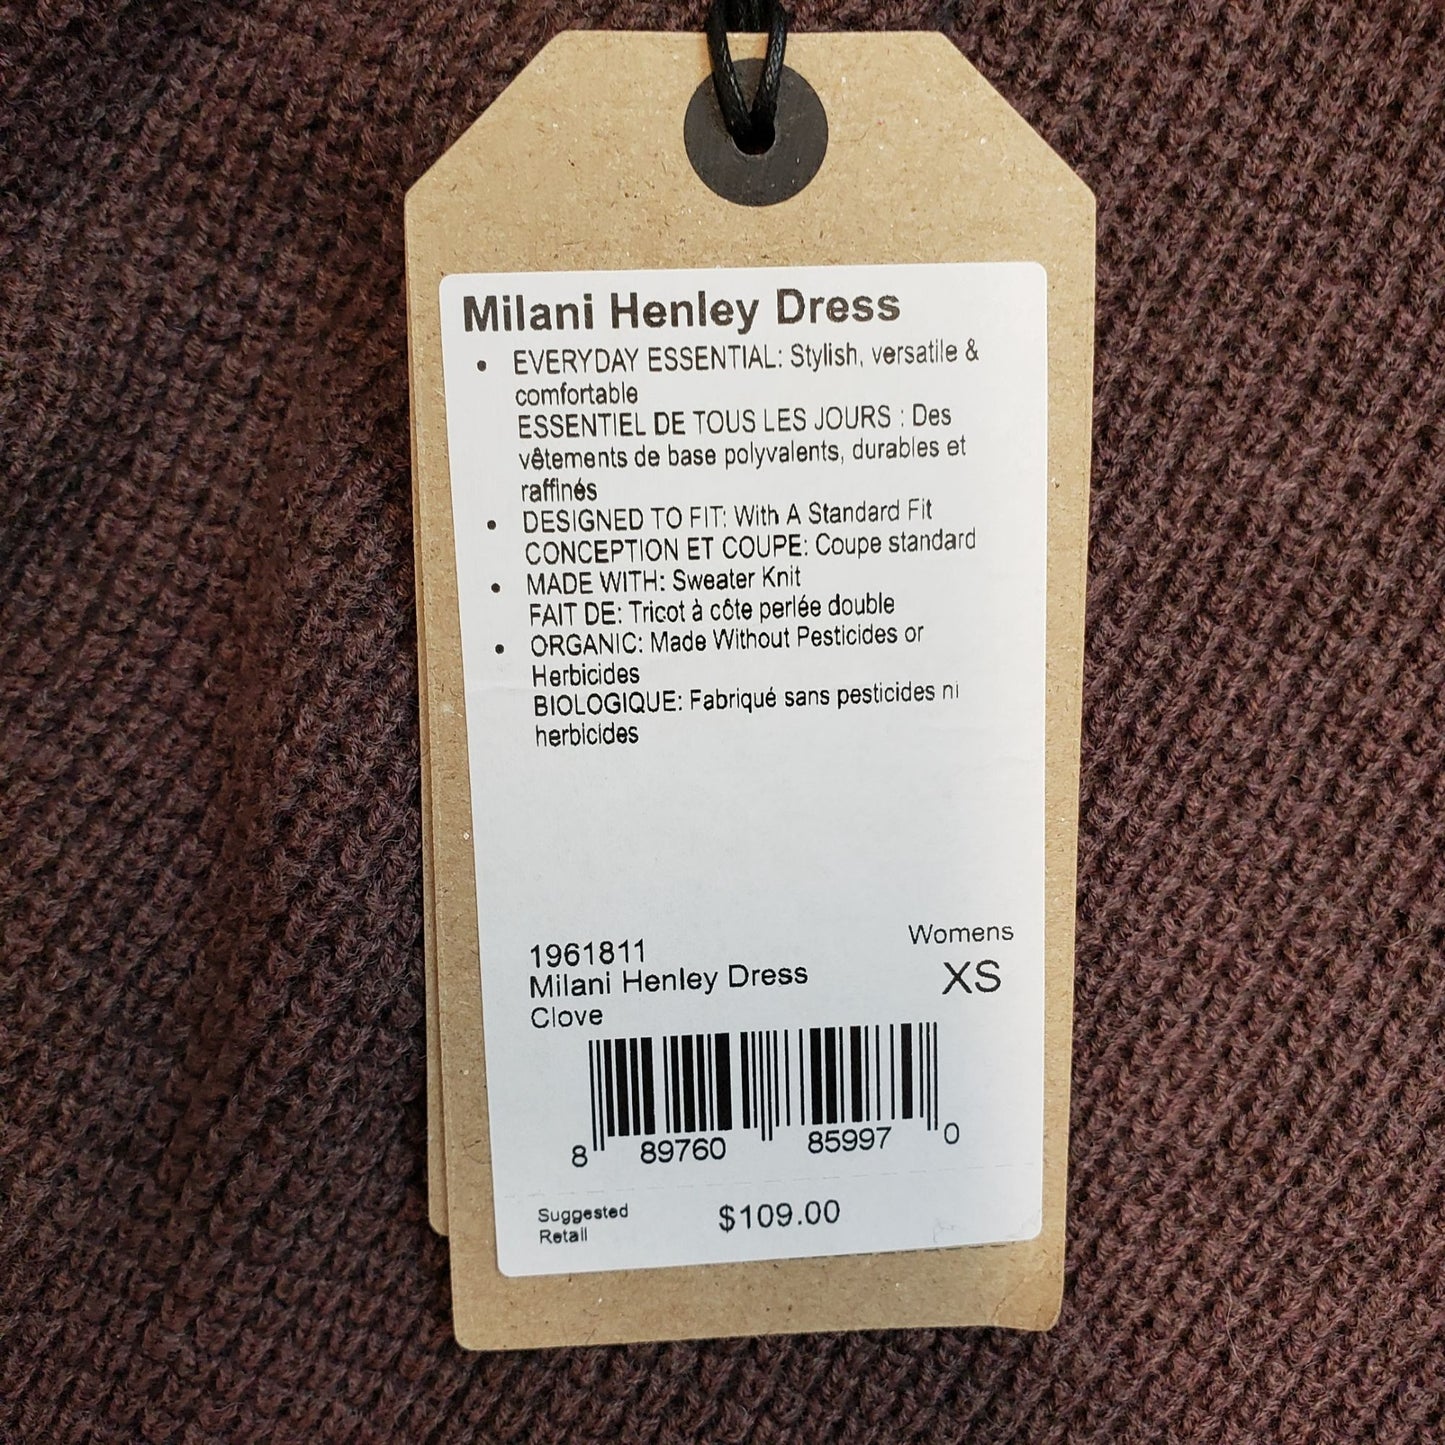 Milani Henley Dress
• EVERYDAY ESSENTIAL: Stylish, versatile &
comfortable
ESSENTIEL DE TOUS LES JOURS : Des
vêtements de base polyvalents, durables et
raffinés
• DESIGNED TO FIT: With A Standard Fit
CONCEPTION ET COUPE: Coupe standard
• MADE WITH: Sweater Knit
FAIT DE: Tricot à côte perlée double
• ORGANIC: Made Without Pesticides or
Herbicides
BIOLOGIQUE: Fabriqué sans pesticides ni
herbicides
1961811
Milani Henley Dress
Clove
Womens
XS
8 89760 85997 0
Suggested
Retail
$109.00